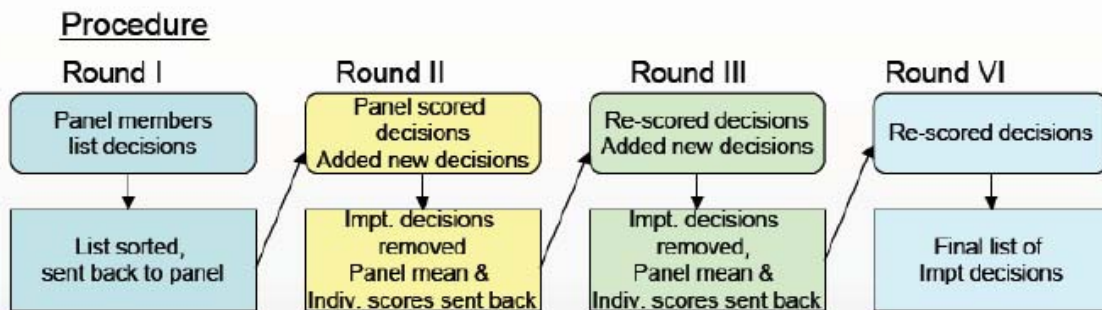 Procedure
Round I
Round II
Round III
Round VI
Panel members
list decisions
Panel scored
decisions
Added new decisions
Re-scored decisions
Added new decisions
Re-scored decisions
List sorted,
sent back to panel
Impt. decisions
removed
Panel mean &
Indiv. scores sent back
Impt. decisions
removed,
Panel mean &
Indiv. scores sent back
Final list of
Impt decisions